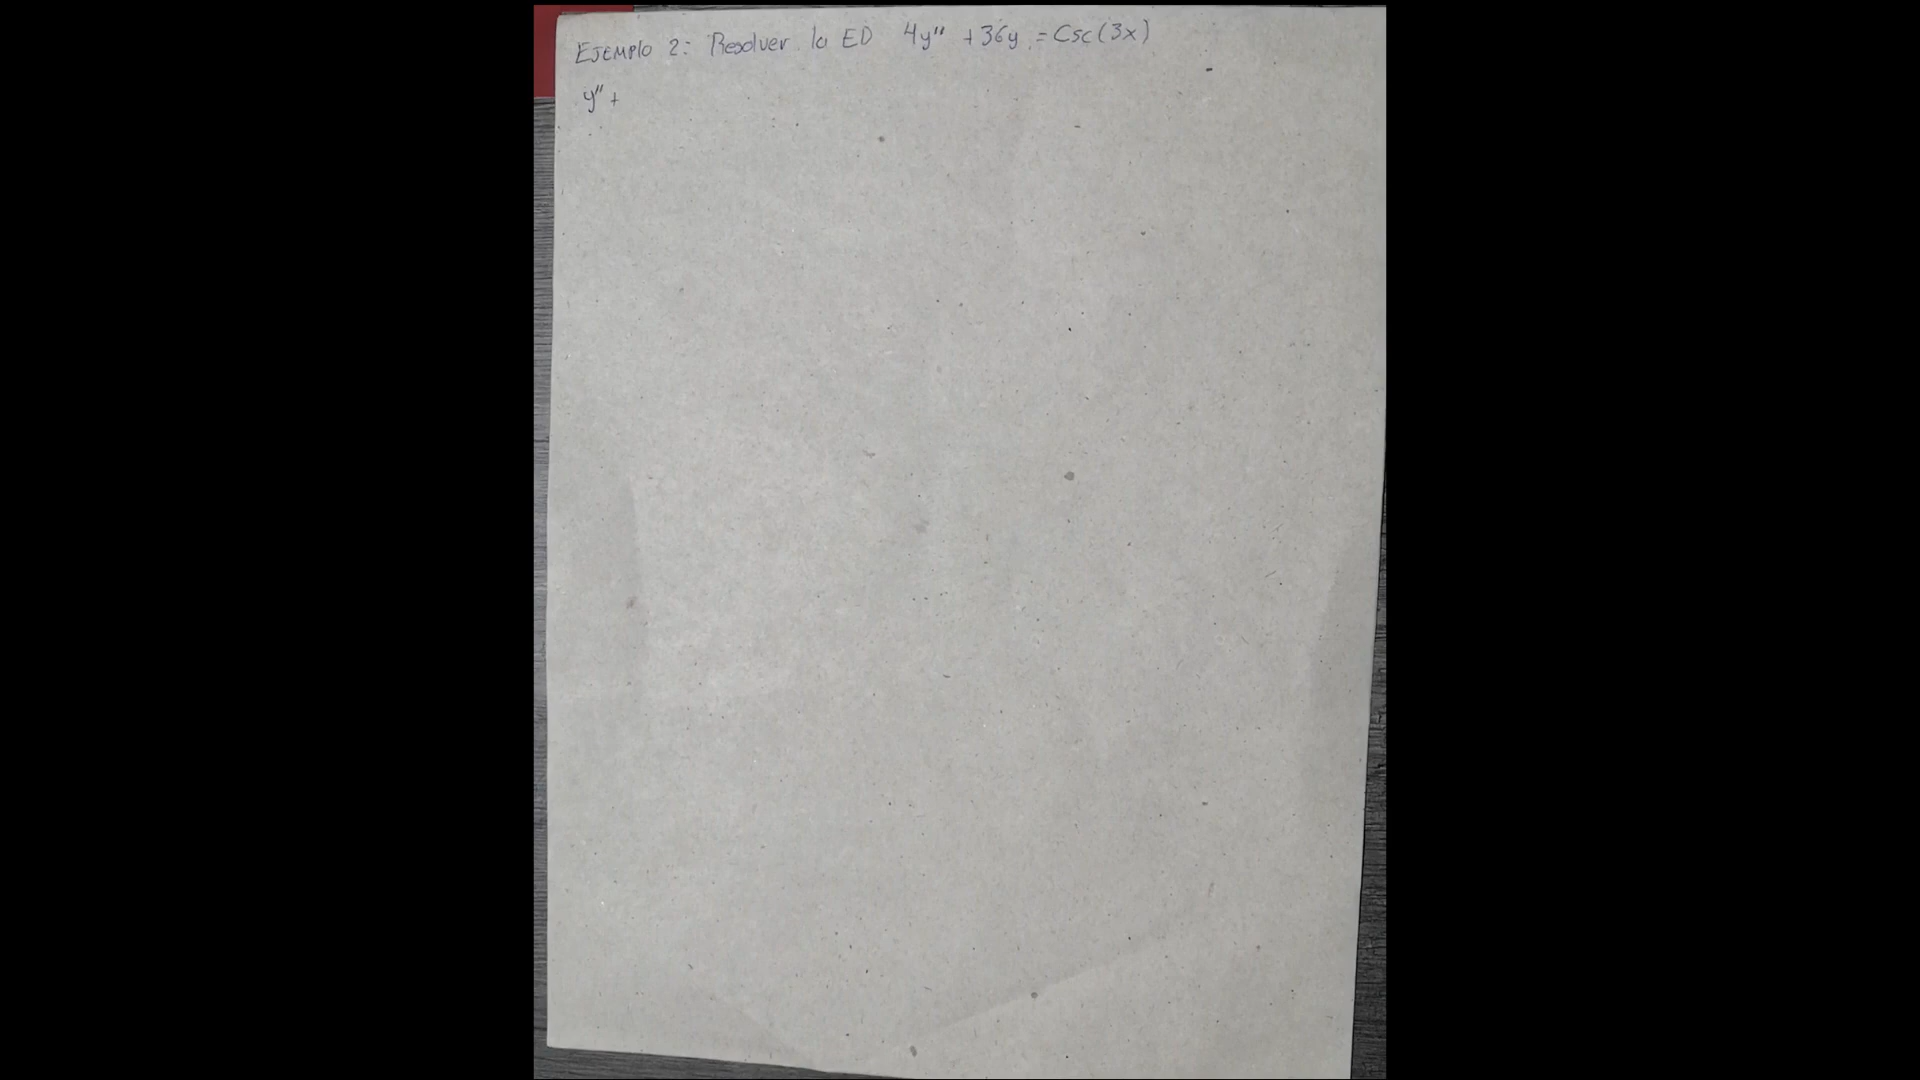 EJEMPlO 2: Resolver la ED 4y'' +36y = Csc(3x)
y'' +